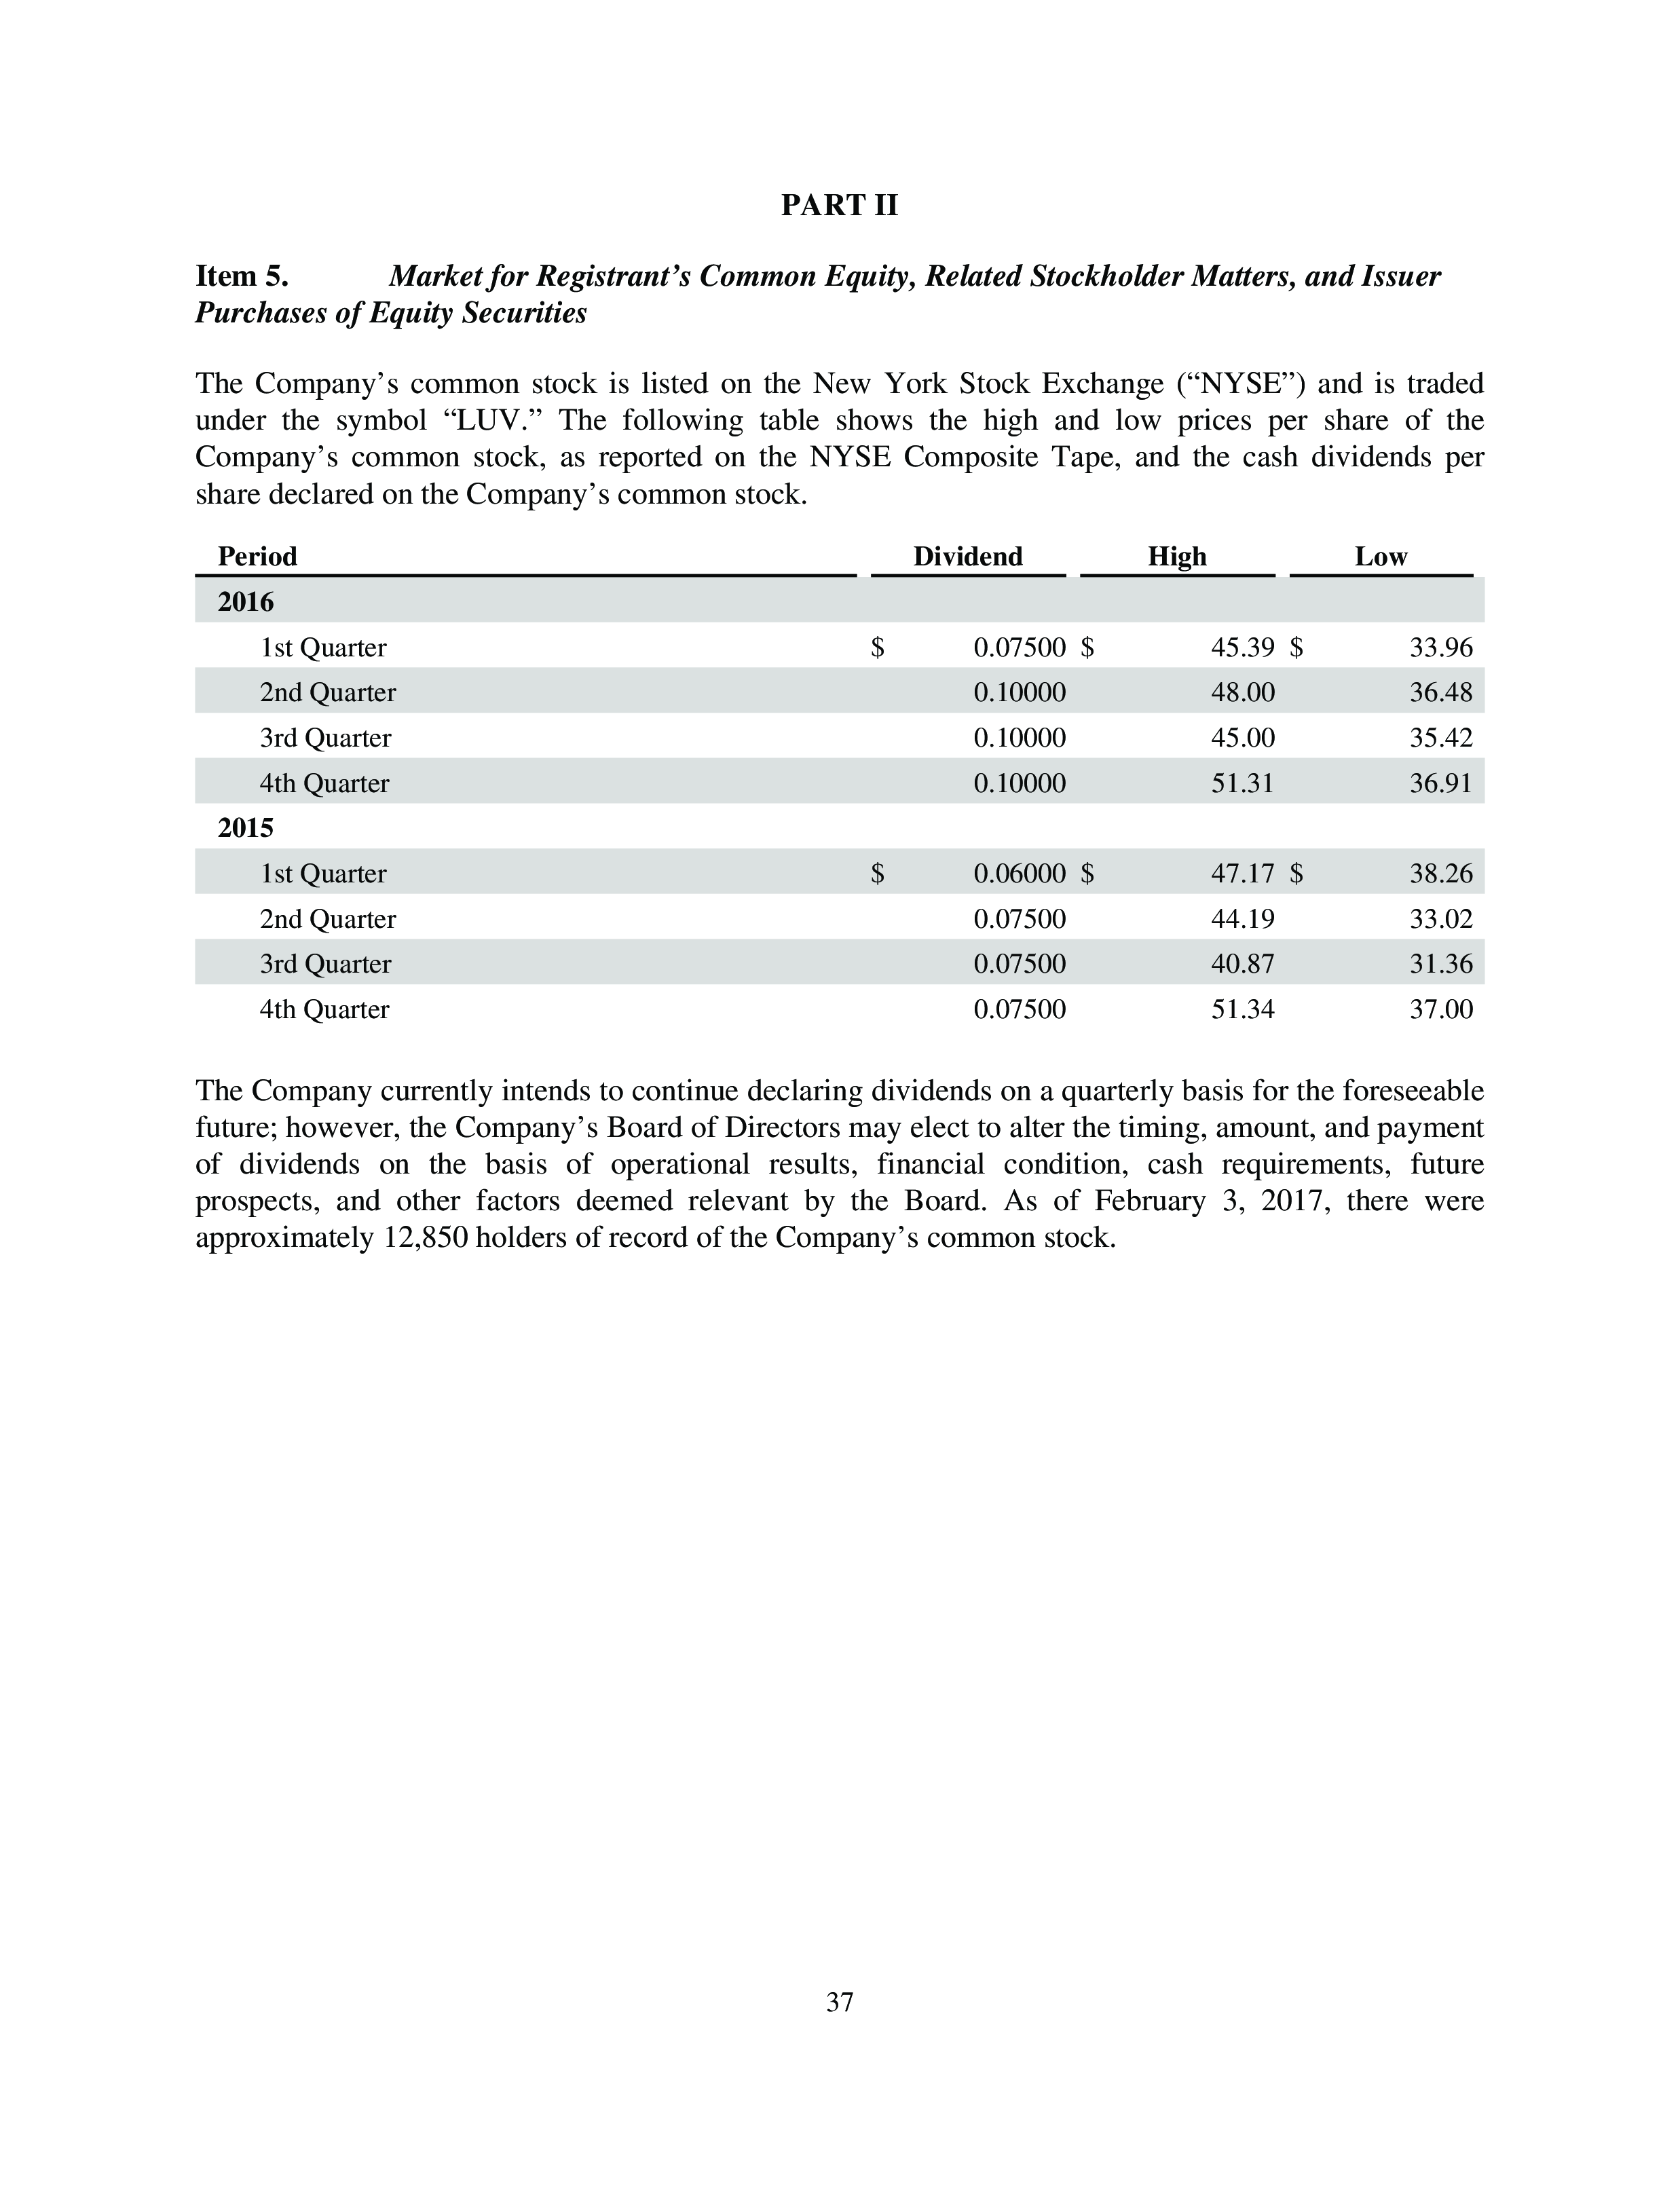 PART II
Item 5. Market for Registrant’s Common Equity, Related Stockholder Matters, and Issuer
Purchases of Equity Securities
The Company’s common stock is listed on the New York Stock Exchange (“NYSE”) and is traded
under the symbol “LUV.” The following table shows the high and low prices per share of the
Company’s common stock, as reported on the NYSE Composite Tape, and the cash dividends per
share declared on the Company’s common stock.
Period Dividend High Low
2016
1st Quarter $ 0.07500 $ 45.39 $ 33.96
2nd Quarter 0.10000 48.00 36.48
3rd Quarter 0.10000 45.00 35.42
4th Quarter 0.10000 51.31 36.91
2015
1st Quarter $ 0.06000 $ 47.17 $ 38.26
2nd Quarter 0.07500 44.19 33.02
3rd Quarter 0.07500 40.87 31.36
4th Quarter 0.07500 51.34 37.00
The Company currently intends to continue declaring dividends on a quarterly basis for the foreseeable
future; however, the Company’s Board of Directors may elect to alter the timing, amount, and payment
of dividends on the basis of operational results, financial condition, cash requirements, future
prospects, and other factors deemed relevant by the Board. As of February 3, 2017, there were
approximately 12,850 holders of record of the Company’s common stock.
37